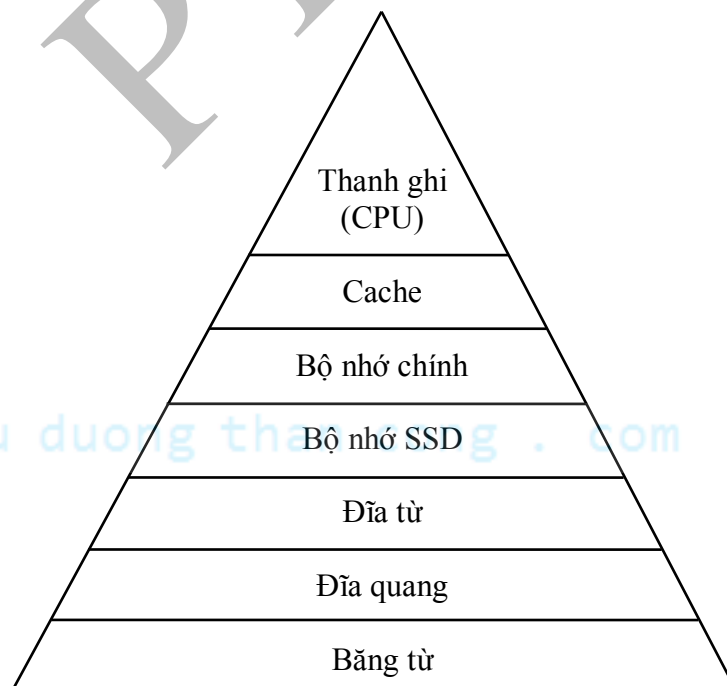 Thanh ghi
(CPU)
Cache
Bộ nhớ chính
Bộ nhớ SSD
Đĩa từ
Đĩa quang
Băng từ